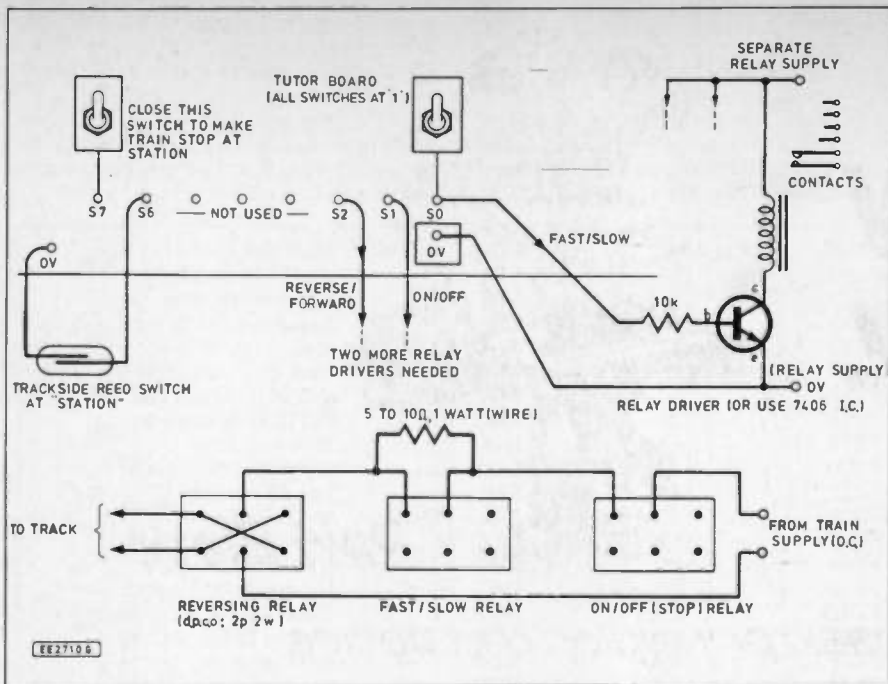 SEPARATE
RELAY SUPPLY
TUTOR BOARD
(ALL SWITCHES AT '1')
CLOSE THIS
SWITCH TO MAKE
TRAIN STOP AT
STATION
CONTACTS
S7
S6
NOT USED
S2
S1
S0
0V
0V
FAST/SLOW
REVERSE/
FORWARD
ON/OFF
10k
b
c
e
TWO MORE RELAY
DRIVERS NEEDED
(RELAY SUPPLY)
0V
TRACKSIDE REED SWITCH
AT "STATION"
RELAY DRIVER (OR USE 7406 I.C.)
5 TO 10Ω, 1 WATT (WIRE)
TO TRACK
FROM TRAIN
SUPPLY (D.C.)
REVERSING RELAY
(d.p.c.o; 2p 2w)
FAST/SLOW RELAY
ON/OFF (STOP) RELAY
EE2710G